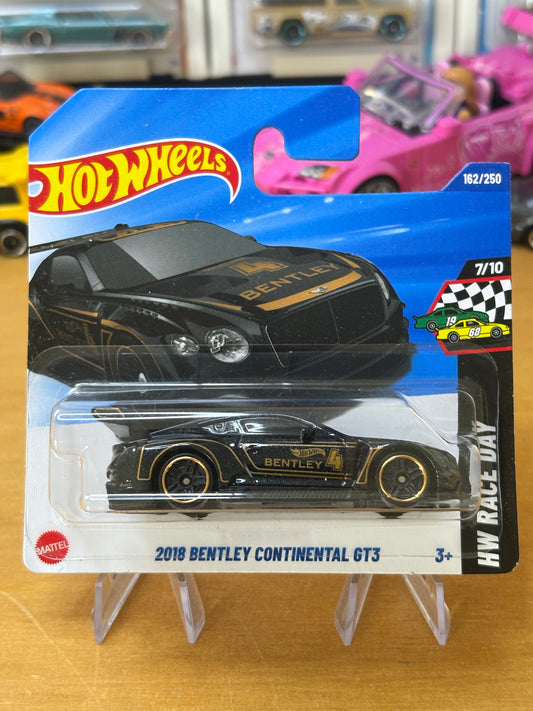 HOT WHEELS
162/250
7/10
19
68
4
BENTLEY
HW RACE DAY
BENTLEY 4
MATTEL
2018 BENTLEY CONTINENTAL GT3
3+